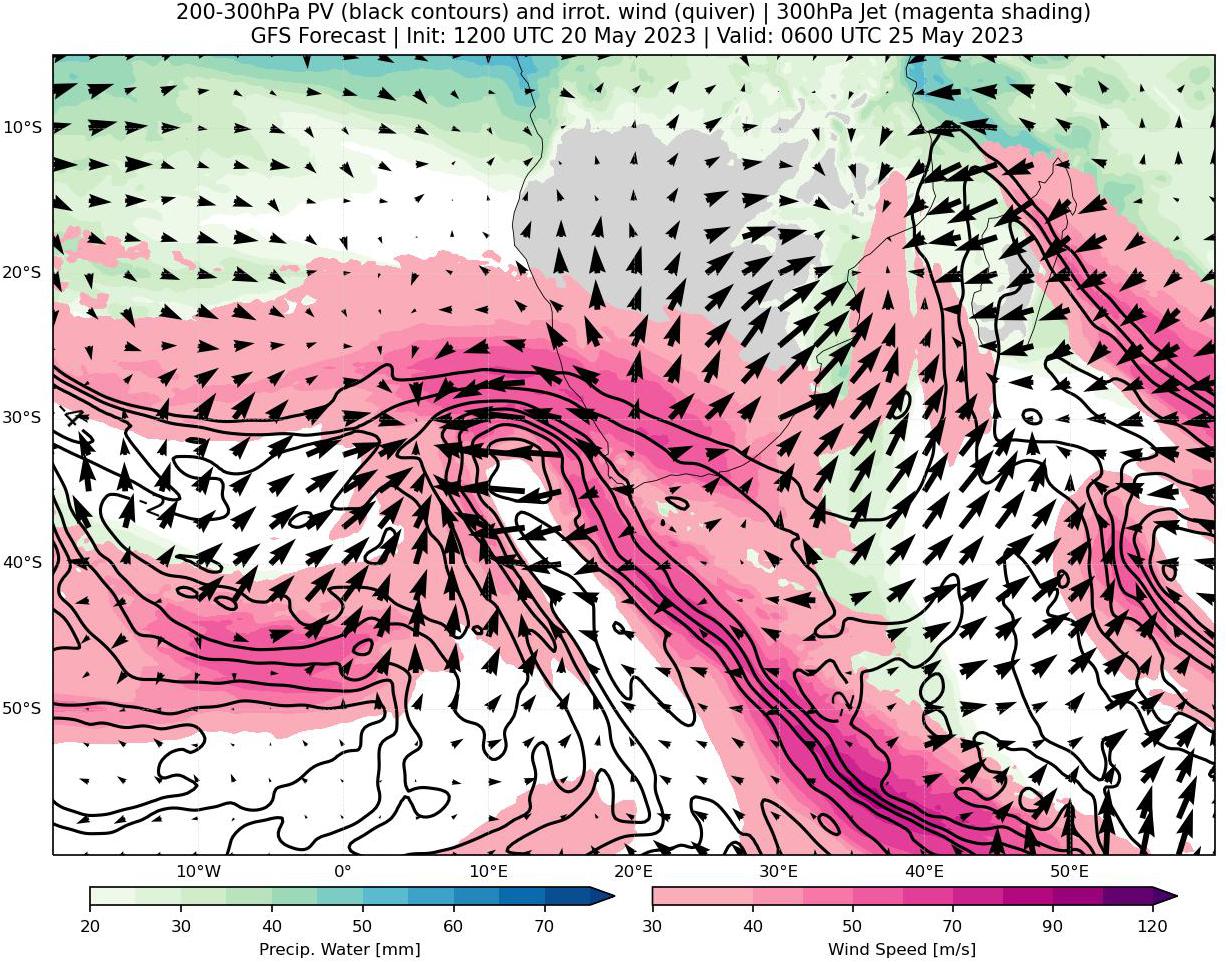 200-300hPa PV (black contours) and irrot. wind (quiver) | 300hPa Jet (magenta shading)
GFS Forecast | Init: 1200 UTC 20 May 2023 | Valid: 0600 UTC 25 May 2023
10°S
20°S
30°S
40°S
50°S
-2
10°W 0° 10°E 20°E 30°E 40°E 50°E
20 30 40 50 60 70
Precip. Water [mm]
30 40 50 70 90 120
Wind Speed [m/s]